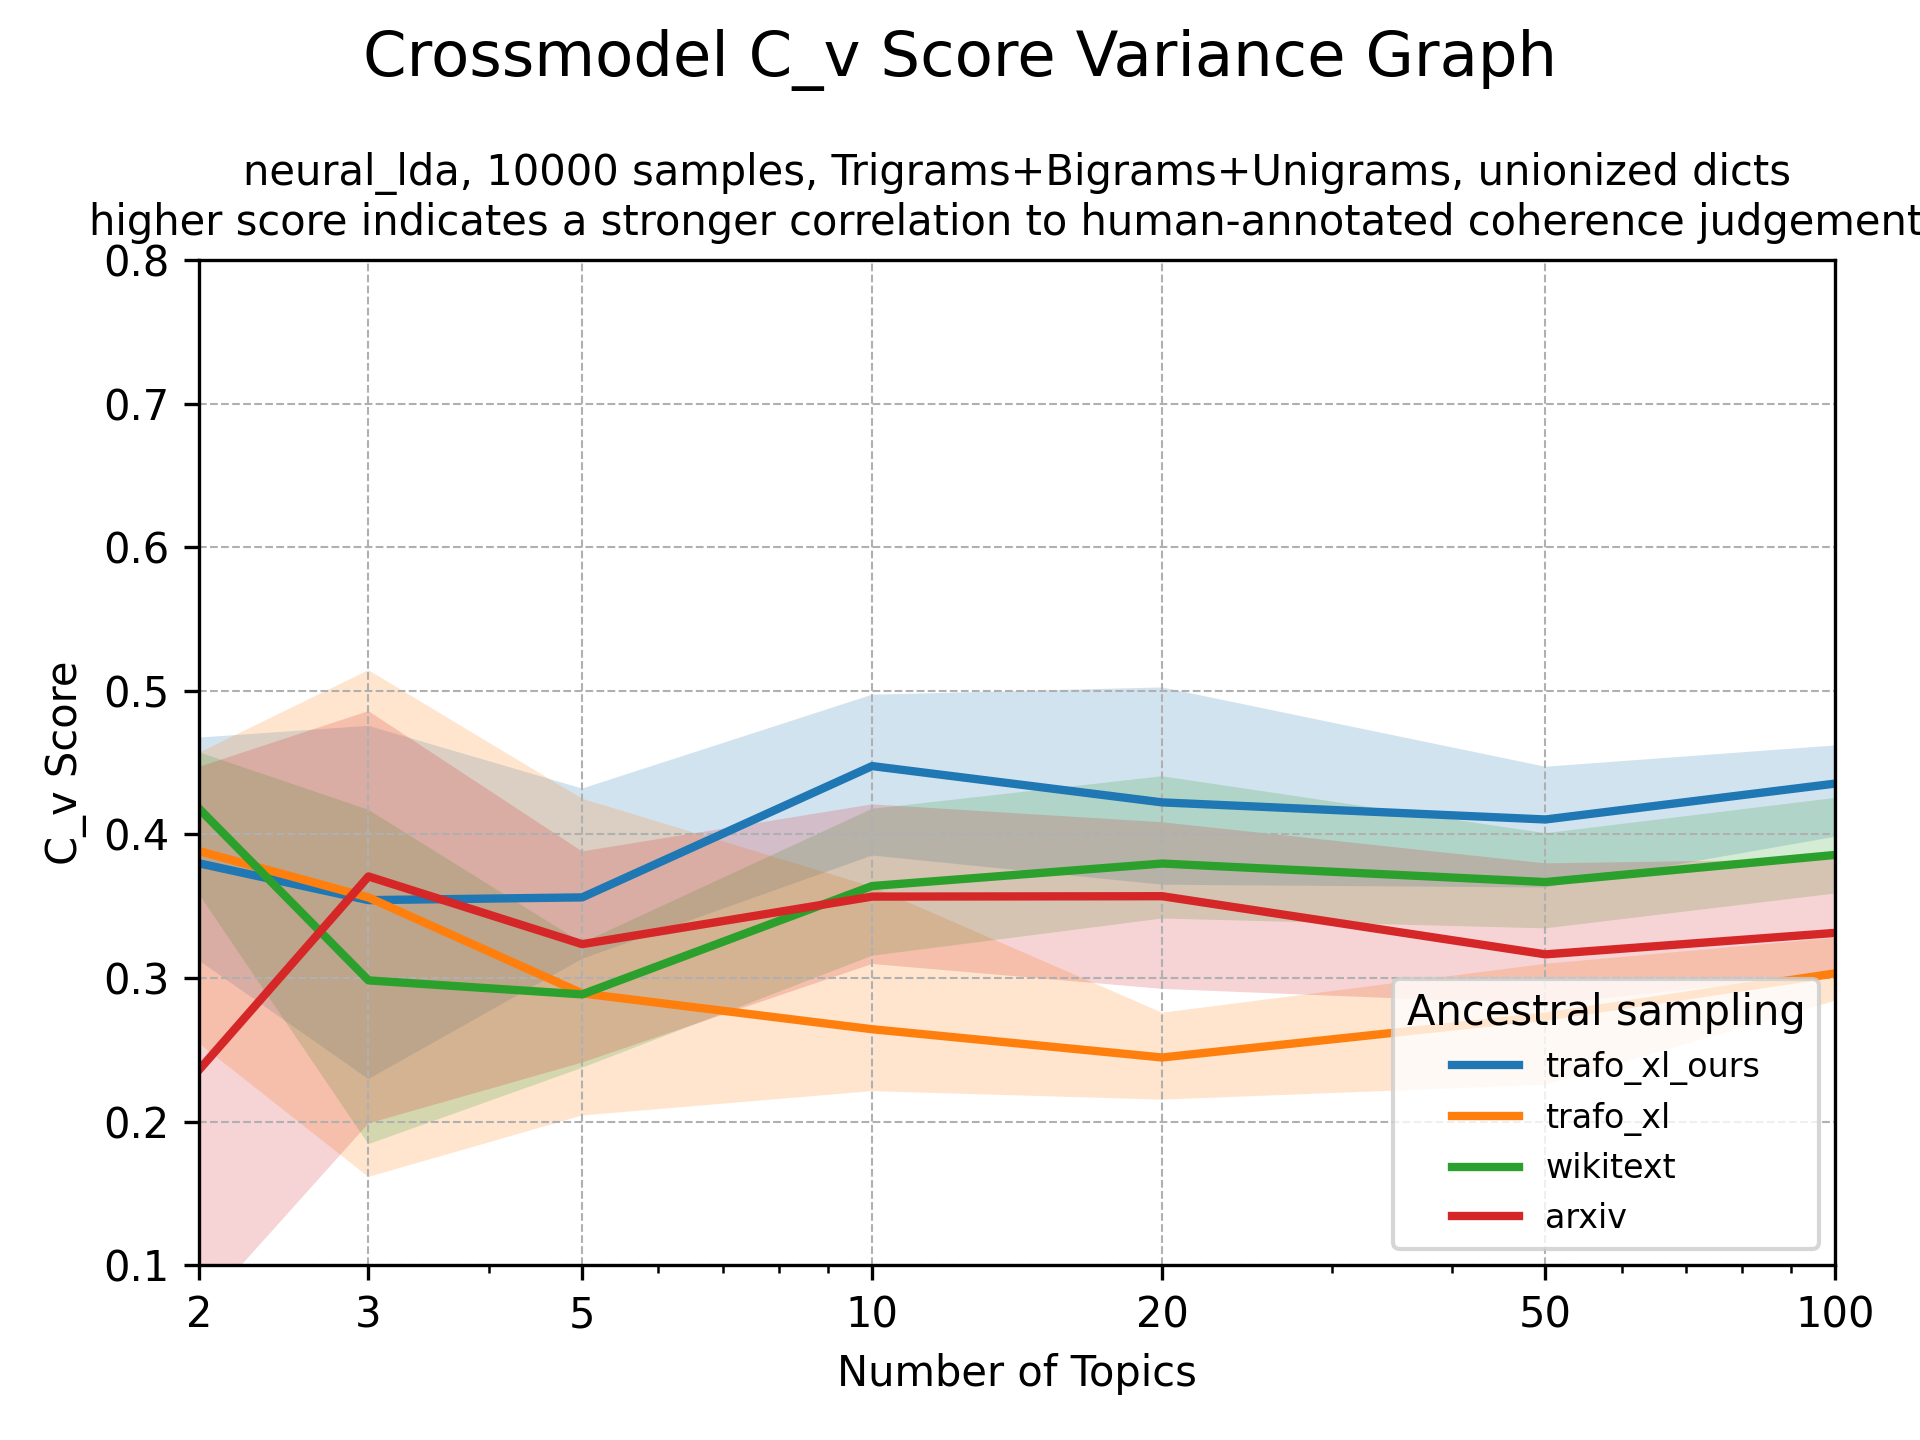 Crossmodel C_v Score Variance Graph
neural_lda, 10000 samples, Trigrams+Bigrams+Unigrams, unionized dicts
higher score indicates a stronger correlation to human-annotated coherence judgement
0.8
0.7
0.6
0.5
0.4
0.3
0.2
0.1
C_v Score
Ancestral sampling
trafo_xl_ours
trafo_xl
wikitext
arxiv
2 3 5 10 20 50 100
Number of Topics